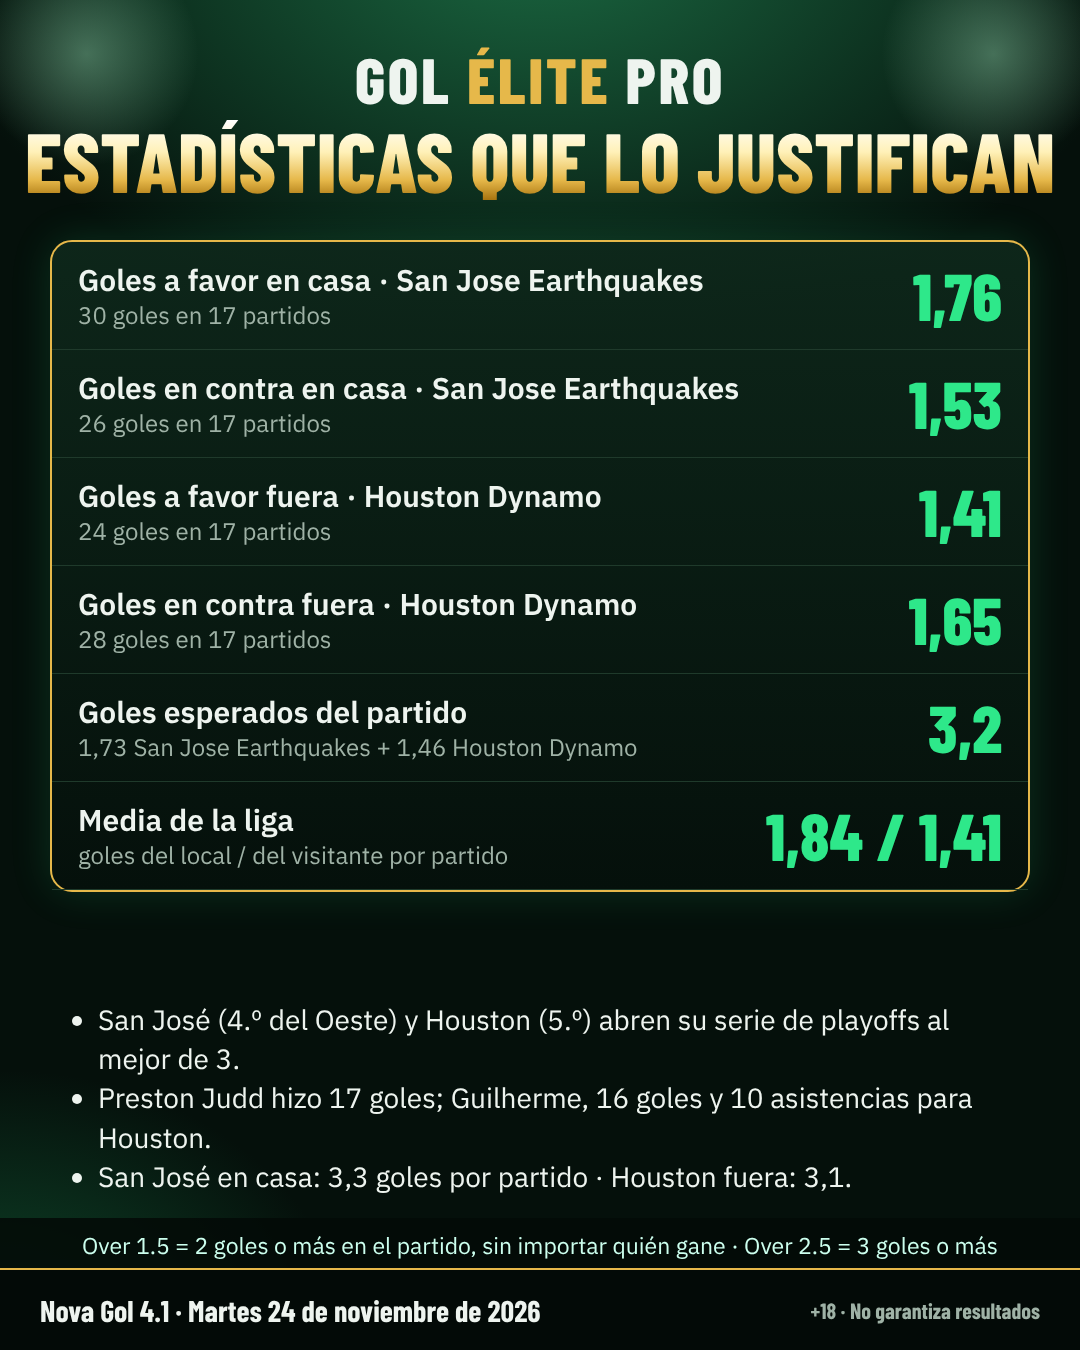 GOL ÉLITE PRO
ESTADÍSTICAS QUE LO JUSTIFICAN
Goles a favor en casa · San Jose Earthquakes
30 goles en 17 partidos
1,76
Goles en contra en casa · San Jose Earthquakes
26 goles en 17 partidos
1,53
Goles a favor fuera · Houston Dynamo
24 goles en 17 partidos
1,41
Goles en contra fuera · Houston Dynamo
28 goles en 17 partidos
1,65
Goles esperados del partido
1,73 San Jose Earthquakes + 1,46 Houston Dynamo
3,2
Media de la liga
goles del local / del visitante por partido
1,84 / 1,41
• San José (4.º del Oeste) y Houston (5.º) abren su serie de playoffs al
mejor de 3.
• Preston Judd hizo 17 goles; Guilherme, 16 goles y 10 asistencias para
Houston.
• San José en casa: 3,3 goles por partido · Houston fuera: 3,1.
Over 1.5 = 2 goles o más en el partido, sin importar quién gane · Over 2.5 = 3 goles o más
Nova Gol 4.1 · Martes 24 de noviembre de 2026
+18 · No garantiza resultados